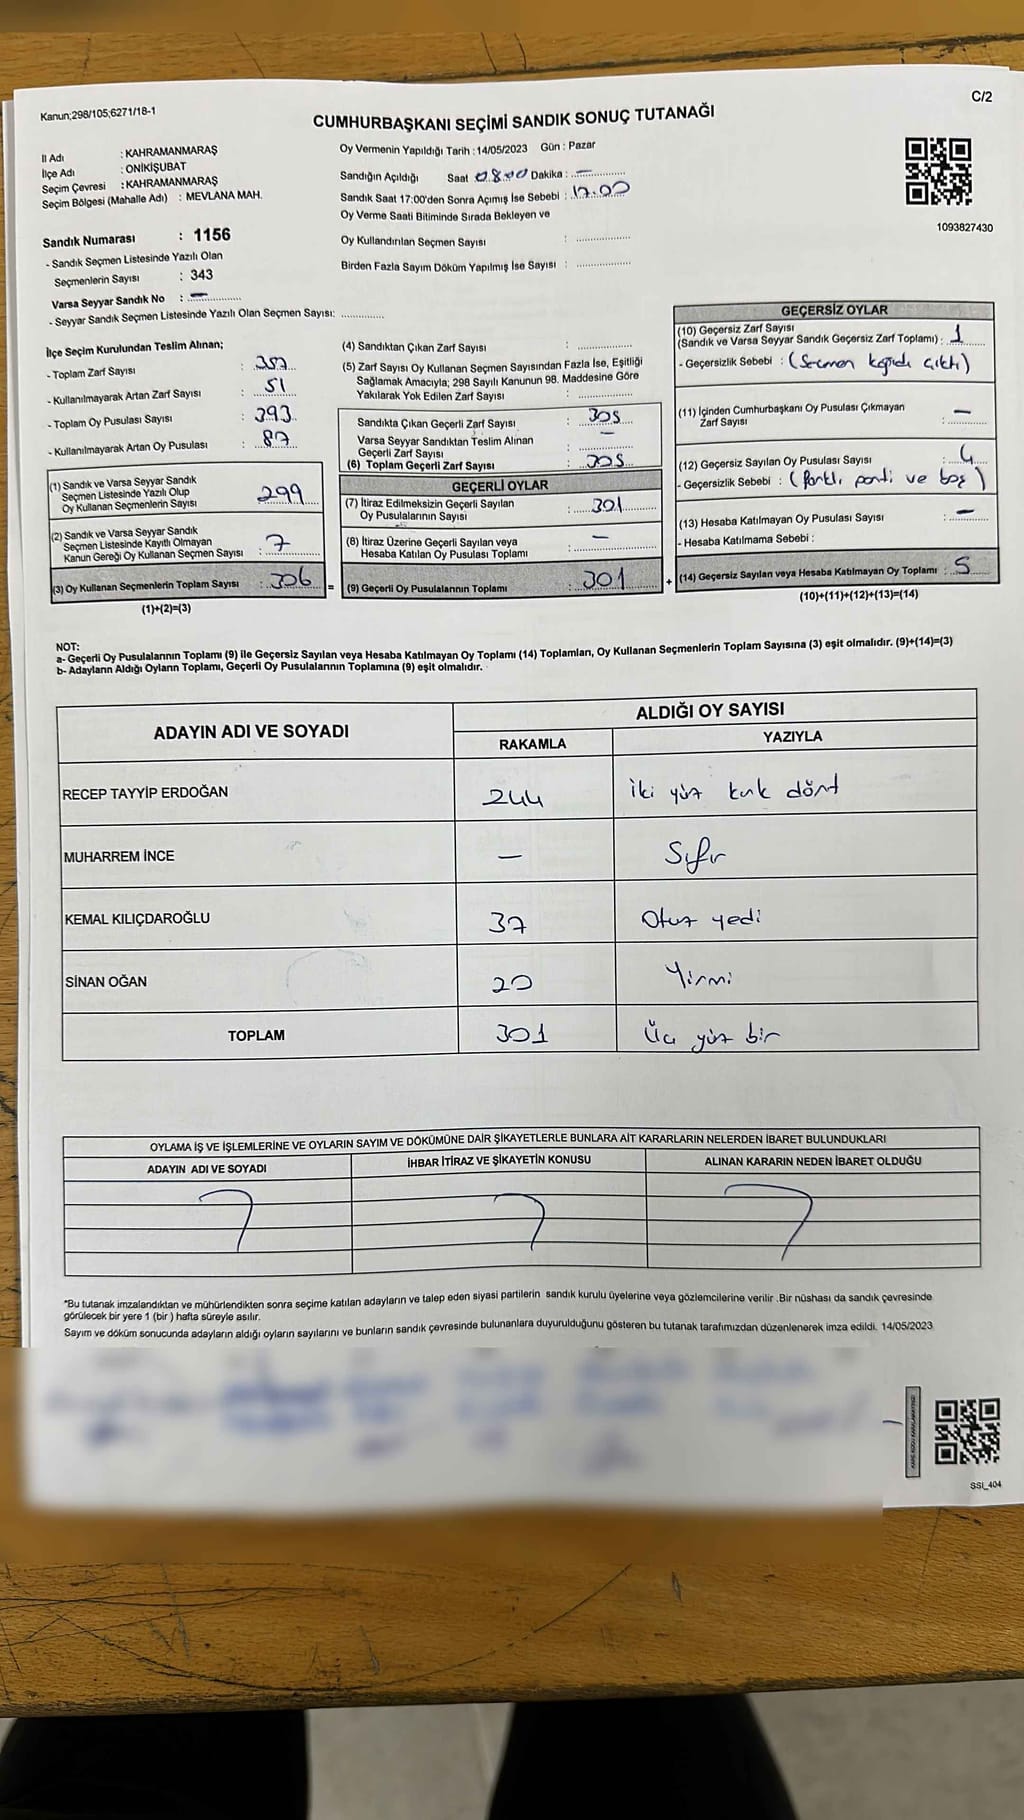 Kanun;298/105;6271/18-1
C/2
CUMHURBAŞKANI SEÇİMİ SANDIK SONUÇ TUTANAĞI
İl Adı : KAHRAMANMARAŞ
İlçe Adı : ONİKİŞUBAT
Seçim Çevresi : KAHRAMANMARAŞ
Seçim Bölgesi (Mahalle Adı) : MEVLANA MAH.
Sandık Numarası : 1156
- Sandık Seçmen Listesinde Yazılı Olan
Seçmenlerin Sayısı : 343
Varsa Seyyar Sandık No : —
- Seyyar Sandık Seçmen Listesinde Yazılı Olan Seçmen Sayısı:
Oy Vermenin Yapıldığı Tarih : 14/05/2023 Gün : Pazar
Sandığın Açıldığı Saat 08.00 Dakika : —
Sandık Saat 17:00'den Sonra Açımış İse Sebebi : 17.00
Oy Verme Saati Bitiminde Sırada Bekleyen ve
Oy Kullandırılan Seçmen Sayısı :
Birden Fazla Sayım Döküm Yapılmış İse Sayısı :
1093827430
İlçe Seçim Kurulundan Teslim Alınan;
- Toplam Zarf Sayısı : 357
- Kullanılmayarak Artan Zarf Sayısı : 51
- Toplam Oy Pusulası Sayısı : 393
- Kullanılmayarak Artan Oy Pusulası : 87
(1) Sandık ve Varsa Seyyar Sandık
Seçmen Listesinde Yazılı Olup
Oy Kullanan Seçmenlerin Sayısı : 299
(2) Sandık ve Varsa Seyyar Sandık
Seçmen Listesinde Kayıtlı Olmayan
Kanun Gereği Oy Kullanan Seçmen Sayısı : 7
(3) Oy Kullanan Seçmenlerin Toplam Sayısı : 306
(1)+(2)=(3)
(4) Sandıktan Çıkan Zarf Sayısı :
(5) Zarf Sayısı Oy Kullanan Seçmen Sayısından Fazla İse, Eşitliği
Sağlamak Amacıyla; 298 Sayılı Kanunun 98. Maddesine Göre
Yakılarak Yok Edilen Zarf Sayısı :
Sandıkta Çıkan Geçerli Zarf Sayısı : 305
Varsa Seyyar Sandıktan Teslim Alınan
Geçerli Zarf Sayısı : —
(6) Toplam Geçerli Zarf Sayısı : 305
GEÇERLİ OYLAR
(7) İtiraz Edilmeksizin Geçerli Sayılan
Oy Pusulalarının Sayısı : 301
(8) İtiraz Üzerine Geçerli Sayılan veya
Hesaba Katılan Oy Pusulası Toplamı : —
= (9) Geçerli Oy Pusulalarının Toplamı : 301
GEÇERSİZ OYLAR
(10) Geçersiz Zarf Sayısı
(Sandık ve Varsa Seyyar Sandık Geçersiz Zarf Toplamı) : 1
- Geçersizlik Sebebi : (Seçmen kağıdı çıktı)
(11) İçinden Cumhurbaşkanı Oy Pusulası Çıkmayan
Zarf Sayısı : —
(12) Geçersiz Sayılan Oy Pusulası Sayısı : 4
- Geçersizlik Sebebi : (farklı parti ve boş)
(13) Hesaba Katılmayan Oy Pusulası Sayısı : —
- Hesaba Katılmama Sebebi :
+ (14) Geçersiz Sayılan veya Hesaba Katılmayan Oy Toplamı : 5
(10)+(11)+(12)+(13)=(14)
NOT:
a- Geçerli Oy Pusulalarının Toplamı (9) ile Geçersiz Sayılan veya Hesaba Katılmayan Oy Toplamı (14) Toplamları, Oy Kullanan Seçmenlerin Toplam Sayısına (3) eşit olmalıdır. (9)+(14)=(3)
b- Adayların Aldığı Oyların Toplamı, Geçerli Oy Pusulalarının Toplamına (9) eşit olmalıdır.
ADAYIN ADI VE SOYADI
ALDIĞI OY SAYISI
RAKAMLA YAZIYLA
RECEP TAYYİP ERDOĞAN 244 iki yüz kırk dört
MUHARREM İNCE — Sıfır
KEMAL KILIÇDAROĞLU 37 Otuz yedi
SİNAN OĞAN 20 Yirmi
TOPLAM 301 Üç yüz bir
OYLAMA İŞ VE İŞLEMLERİNE VE OYLARIN SAYIM VE DÖKÜMÜNE DAİR ŞİKAYETLERLE BUNLARA AİT KARARLARIN NELERDEN İBARET BULUNDUKLARI
ADAYIN ADI VE SOYADI İHBAR İTİRAZ VE ŞİKAYETİN KONUSU ALINAN KARARIN NEDEN İBARET OLDUĞU
*Bu tutanak imzalandıktan ve mühürlendikten sonra seçime katılan adayların ve talep eden siyasi partilerin sandık kurulu üyelerine veya gözlemcilerine verilir .Bir nüshası da sandık çevresinde
görülecek bir yere 1 (bir ) hafta süreyle asılır.
Sayım ve döküm sonucunda adayların aldığı oyların sayılarını ve bunların sandık çevresinde bulunanlara duyurulduğunu gösteren bu tutanak tarafımızdan düzenlenerek imza edildi. 14/05/2023
SSI_404